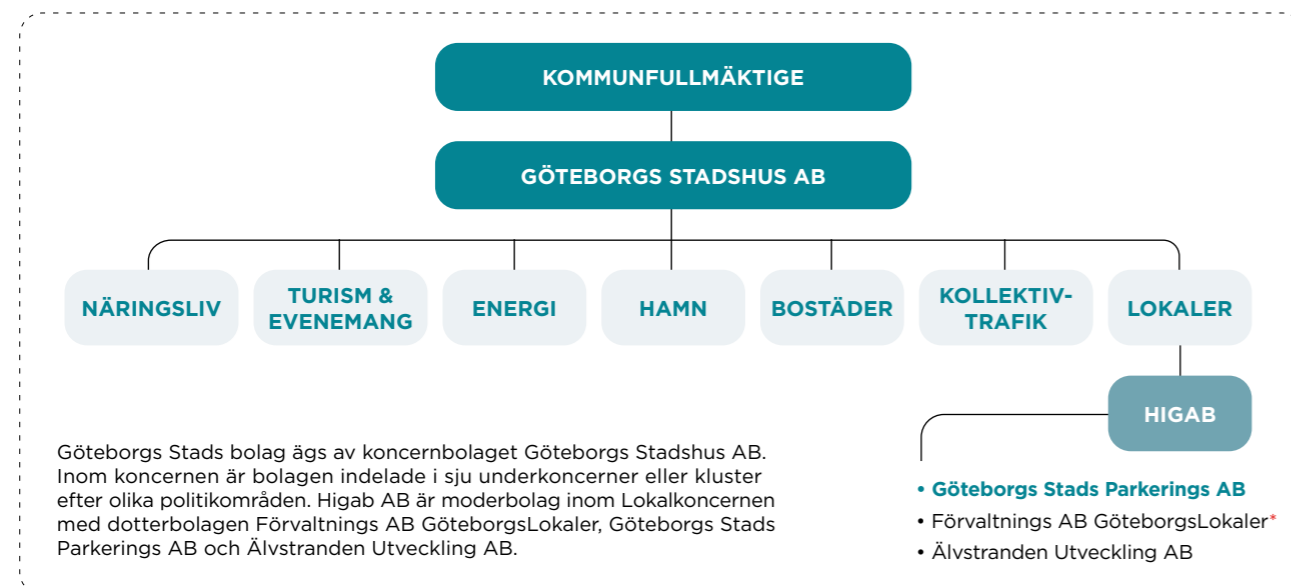 KOMMUNFULLMÄKTIGE
GÖTEBORGS STADSHUS AB
NÄRINGSLIV
TURISM &
EVENEMANG
ENERGI
HAMN
BOSTÄDER
KOLLEKTIV-
TRAFIK
LOKALER
HIGAB
Göteborgs Stads bolag ägs av koncernbolaget Göteborgs Stadshus AB.
Inom koncernen är bolagen indelade i sju underkoncerner eller kluster
efter olika politikområden. Higab AB är moderbolag inom Lokalkoncernen
med dotterbolagen Förvaltnings AB GöteborgsLokaler, Göteborgs Stads
Parkerings AB och Älvstranden Utveckling AB.
• Göteborgs Stads Parkerings AB
• Förvaltnings AB GöteborgsLokaler*
• Älvstranden Utveckling AB